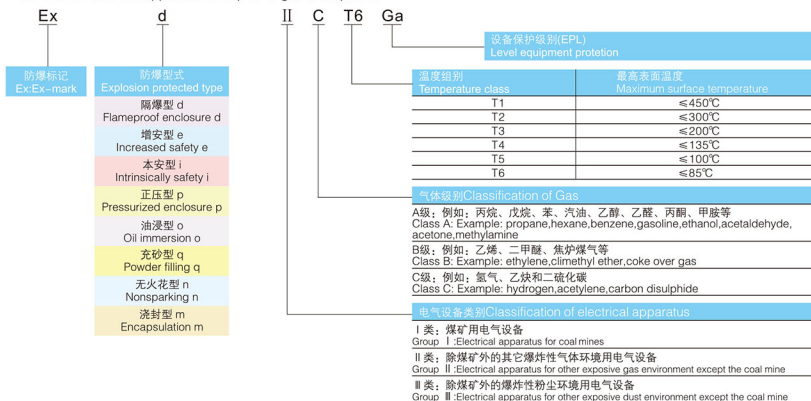 Ex d Ⅱ C T6 Ga
设备保护级别(EPL)
Level equipment protetion
防爆标记
Ex:Ex-mark
防爆型式
Explosion protected type
隔爆型 d
Flameproof enclosure d
增安型 e
Increased safety e
本安型 i
Intrinsically safety i
正压型 p
Pressurized enclosure p
油浸型 o
Oil immersion o
充砂型 q
Powder filling q
无火花型 n
Nonsparking n
浇封型 m
Encapsulation m
温度组别 最高表面温度
Temperature class Maximum surface temperature
T1 ≤450℃
T2 ≤300℃
T3 ≤200℃
T4 ≤135℃
T5 ≤100℃
T6 ≤85℃
气体级别Classification of Gas
A级；例如；丙烷、戊烷、苯、汽油、乙醇、乙醛、丙酮、甲胺等
Class A: Example: propane,hexane,benzene,gasoline,ethanol,acetaldehyde,
acetone,methylamine
B级；例如；乙烯、二甲醚、焦炉煤气等
Class B: Example: ethylene,climethyl ether,coke over gas
C级；例如；氢气、乙炔和二硫化碳
Class C: Example: hydrogen,acetylene,carbon disulphide
电气设备类别Classification of electrical apparatus
Ⅰ类；煤矿用电气设备
Group Ⅰ:Electrical apparatus for coal mines
Ⅱ类；除煤矿外的其它爆炸性气体环境用电气设备
Group Ⅱ:Electrical apparatus for other exposive gas environment except the coal mine
Ⅲ类；除煤矿外的爆炸性粉尘环境用电气设备
Group Ⅲ:Electrical apparatus for other exposive dust environment except the coal mine